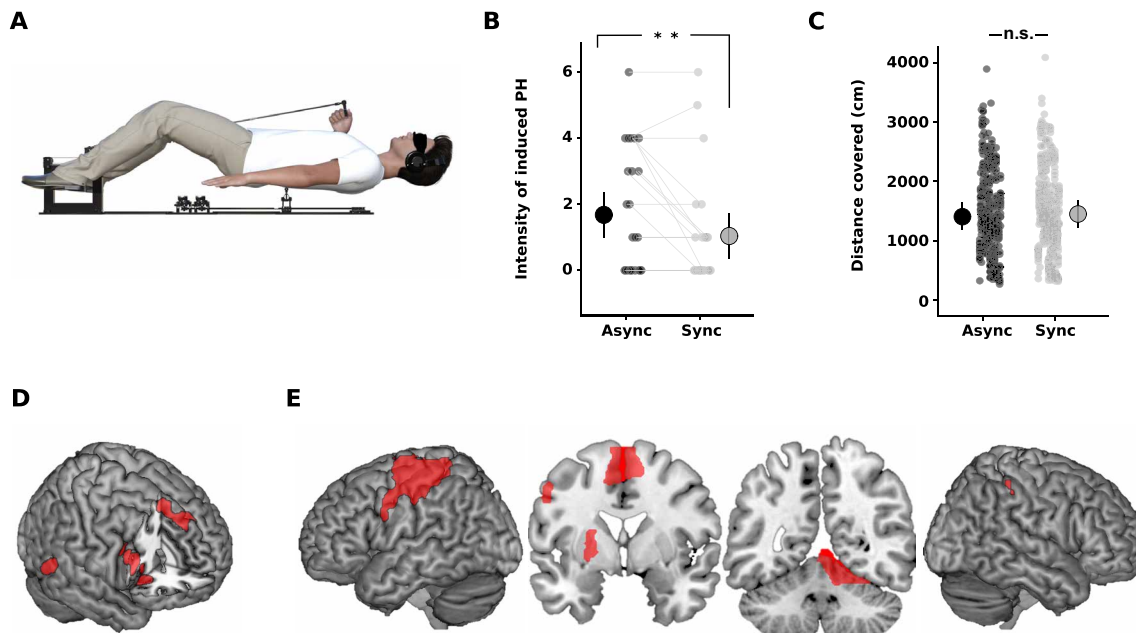 A
B
C
* *
n.s.
Intensity of induced PH
6
4
2
0
Async
Sync
Distance covered (cm)
4000
3000
2000
1000
0
Async
Sync
D
E